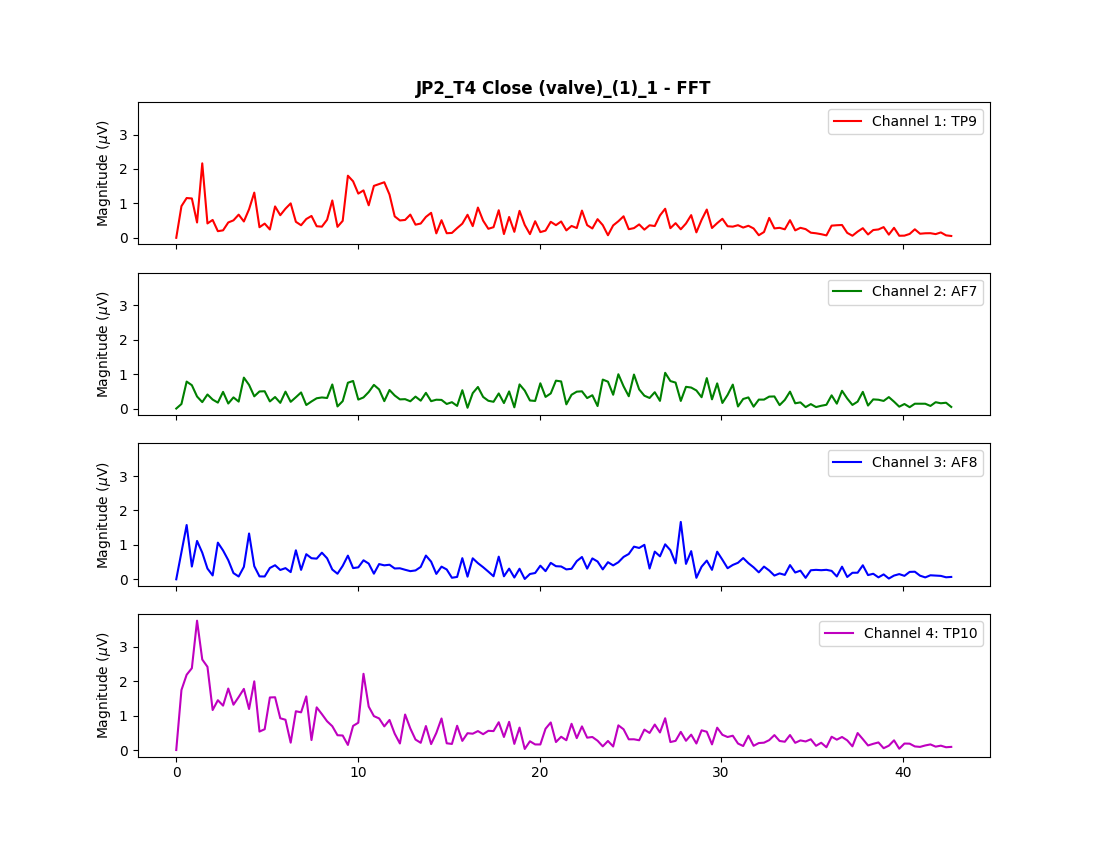 JP2_T4 Close (valve)_(1)_1 - FFT
Magnitude (μV)
3
2
1
0
Channel 1: TP9
Magnitude (μV)
3
2
1
0
Channel 2: AF7
Magnitude (μV)
3
2
1
0
Channel 3: AF8
Magnitude (μV)
3
2
1
0
Channel 4: TP10
0 10 20 30 40